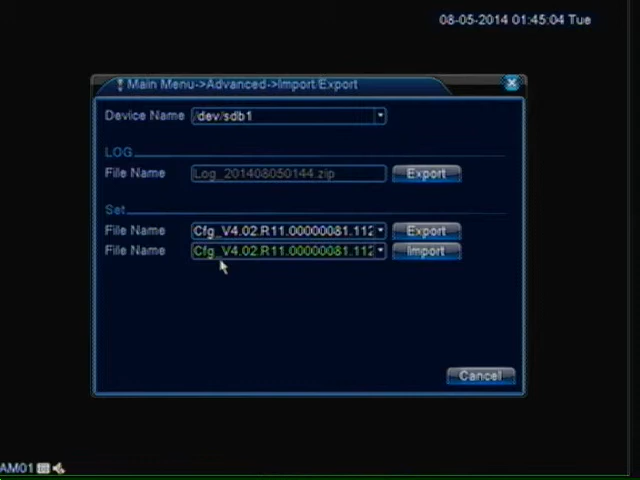 08-05-2014 01:45:04 Tue
Main Menu->Advanced->Import/Export
Device Name /dev/sdb1
LOG
File Name Log_201408050144.zip Export
Set
File Name Cfg_V4.02.R11.00000081.112 Export
File Name Cfg_V4.02.R11.00000081.112 Import
Cancel
AM01